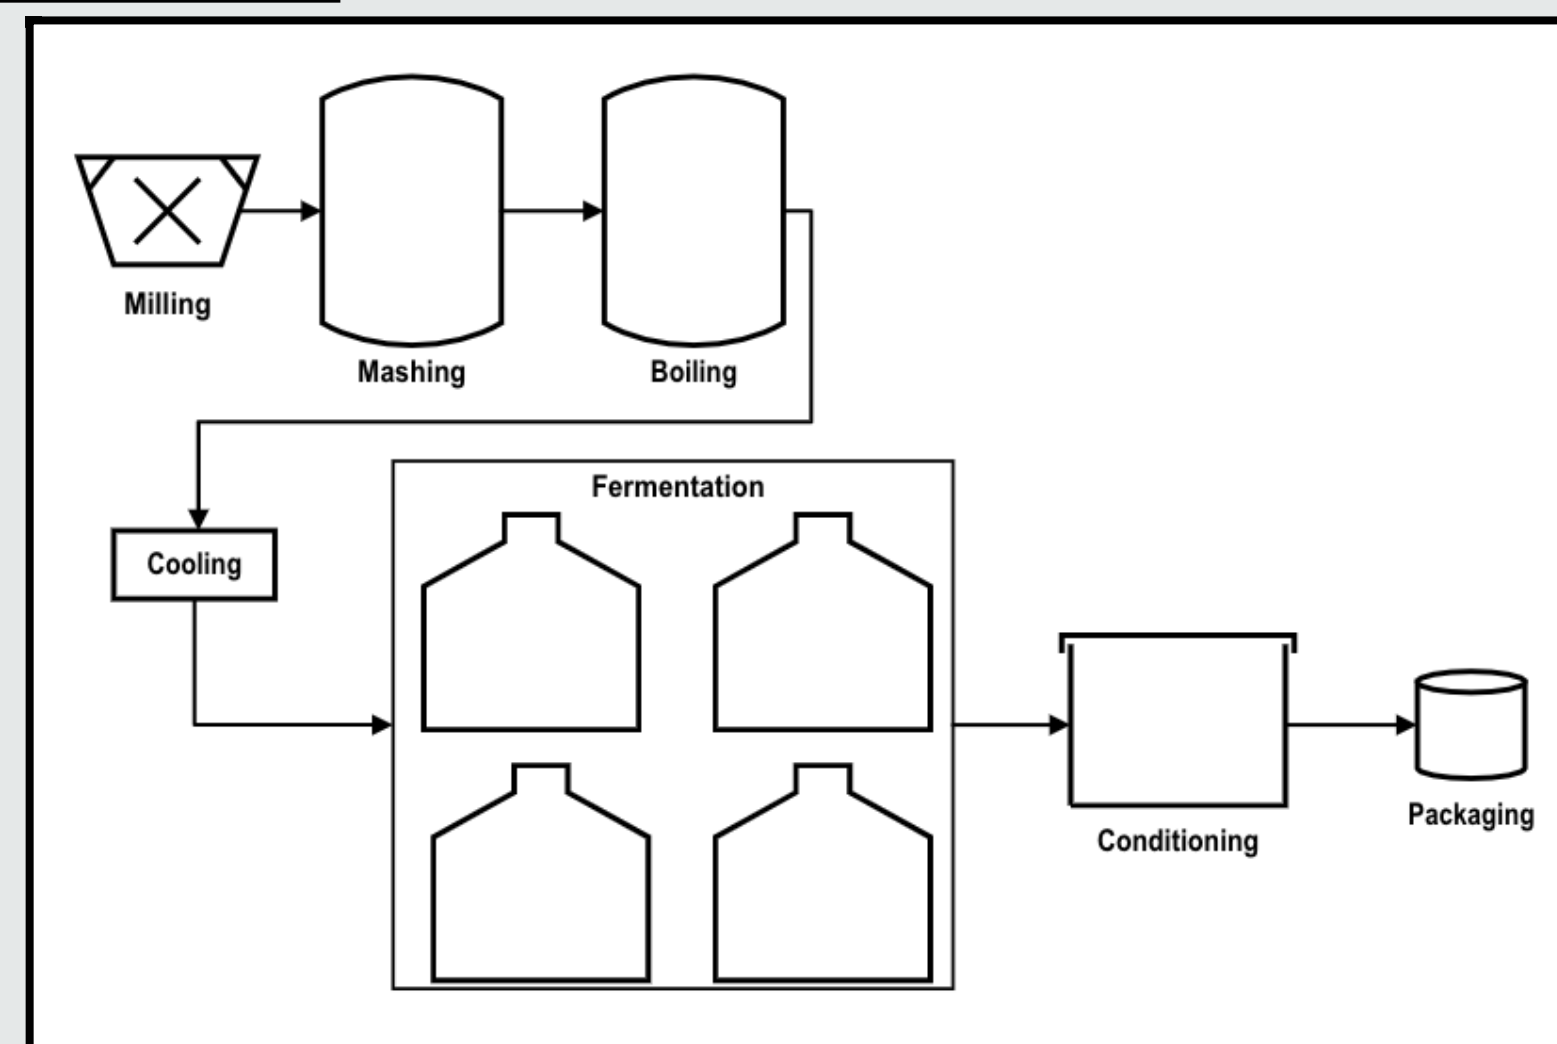 Milling
Mashing
Boiling
Fermentation
Cooling
Conditioning
Packaging